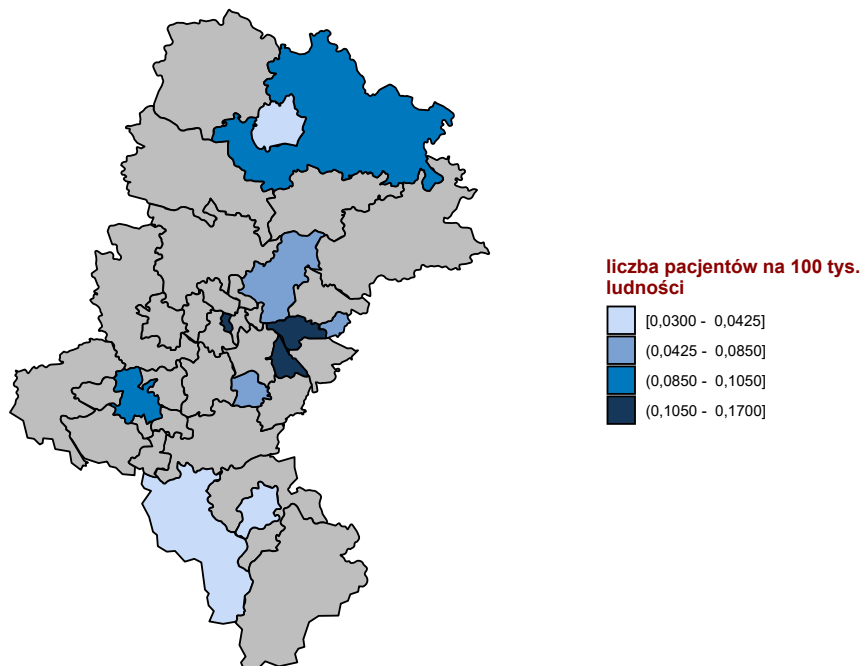 liczba pacjentów na 100 tys.
ludności
[0,0300 - 0,0425]
(0,0425 - 0,0850]
(0,0850 - 0,1050]
(0,1050 - 0,1700]